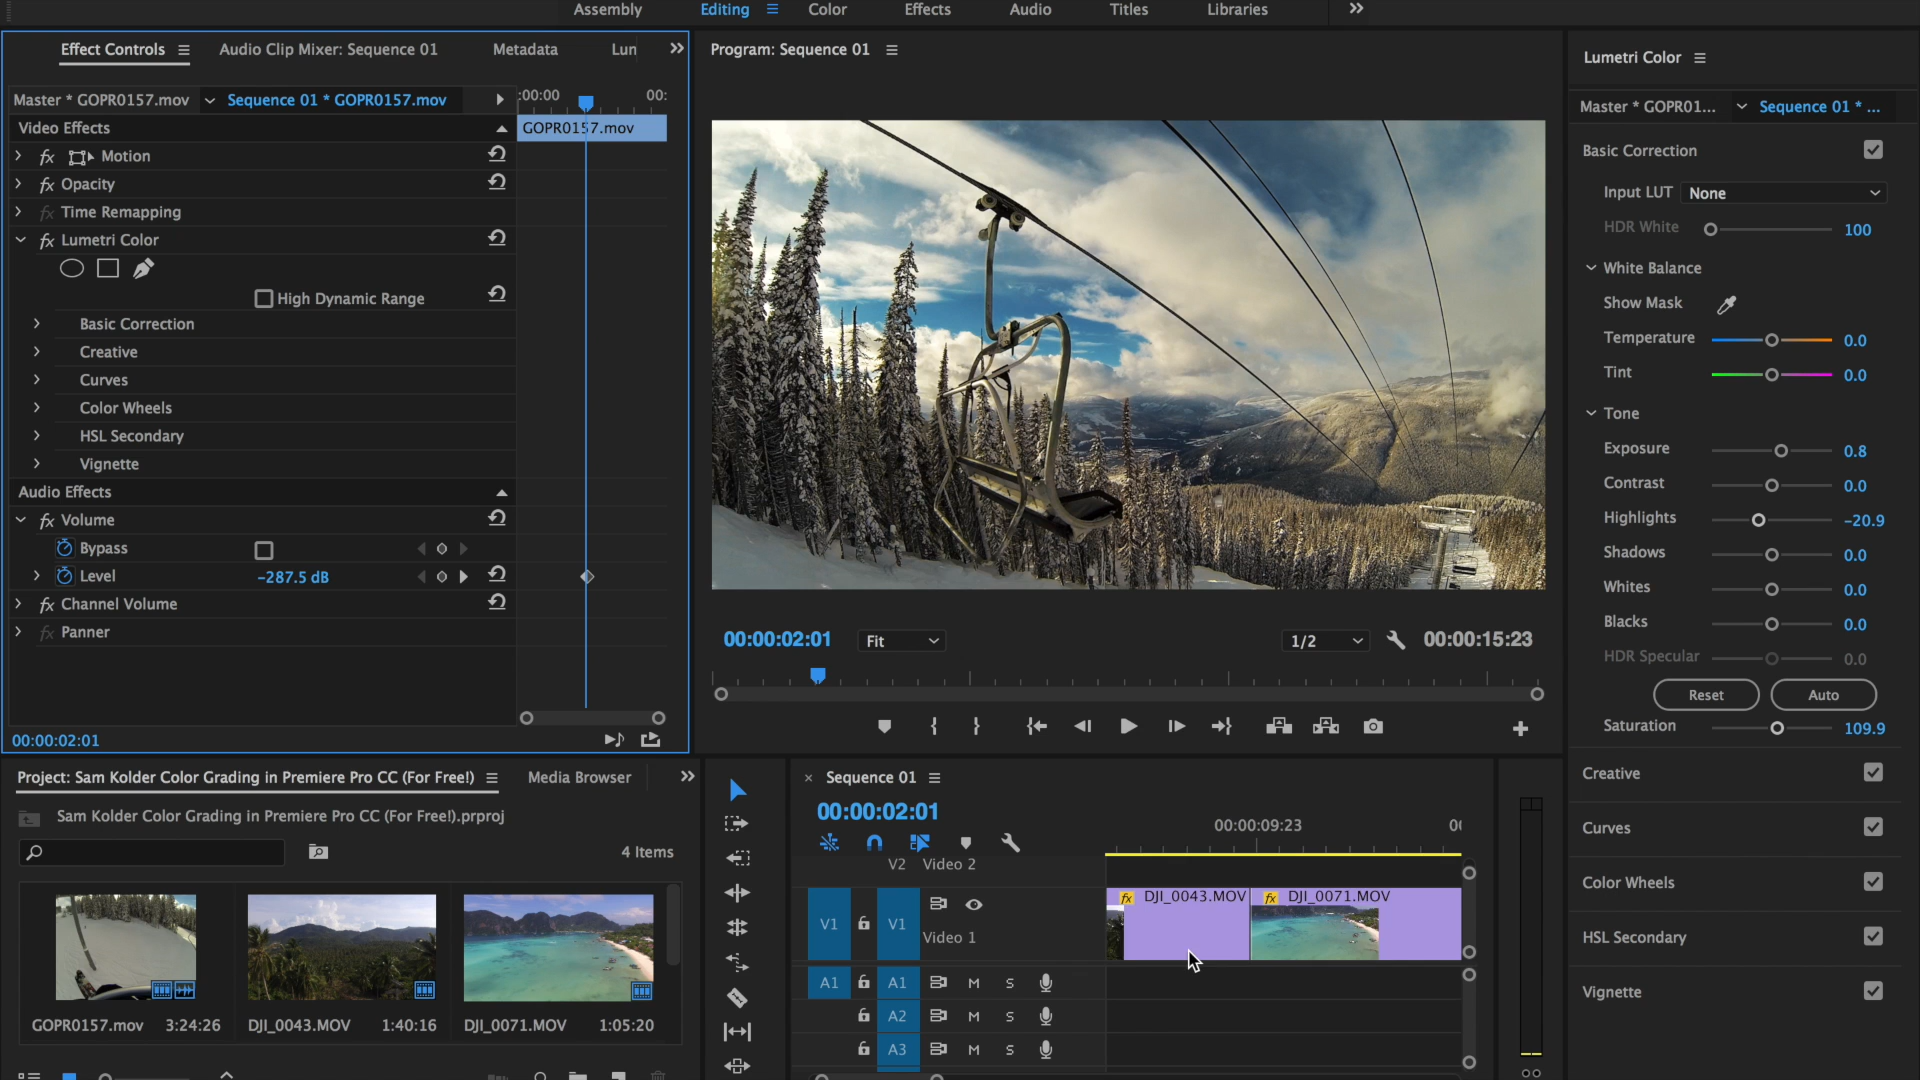 Assembly Editing Color Effects Audio Titles Libraries
Effect Controls Audio Clip Mixer: Sequence 01 Metadata Lun
Master * GOPR0157.mov Sequence 01 * GOPR0157.mov :00:00 00:
Video Effects GOPR0157.mov
fx Motion
fx Opacity
fx Time Remapping
fx Lumetri Color
High Dynamic Range
Basic Correction
Creative
Curves
Color Wheels
HSL Secondary
Vignette
Audio Effects
fx Volume
Bypass
Level -287.5 dB
fx Channel Volume
fx Panner
00:00:02:01
Program: Sequence 01
00:00:02:01 Fit 1/2 00:00:15:23
Lumetri Color
Master * GOPR01... Sequence 01 * ...
Basic Correction
Input LUT None
HDR White 100
White Balance
Show Mask
Temperature 0.0
Tint 0.0
Tone
Exposure 0.8
Contrast 0.0
Highlights -20.9
Shadows 0.0
Whites 0.0
Blacks 0.0
HDR Specular 0.0
Reset Auto
Saturation 109.9
Creative
Curves
Color Wheels
HSL Secondary
Vignette
Project: Sam Kolder Color Grading in Premiere Pro CC (For Free!) Media Browser
Sam Kolder Color Grading in Premiere Pro CC (For Free!).prproj
4 Items
GOPR0157.mov 3:24:26 DJI_0043.MOV 1:40:16 DJI_0071.MOV 1:05:20
× Sequence 01
00:00:02:01
00:00:09:23
V2 Video 2
V1 V1 Video 1
fx DJI_0043.MOV fx DJI_0071.MOV
A1 A1 M S
A2 M S
A3 M S